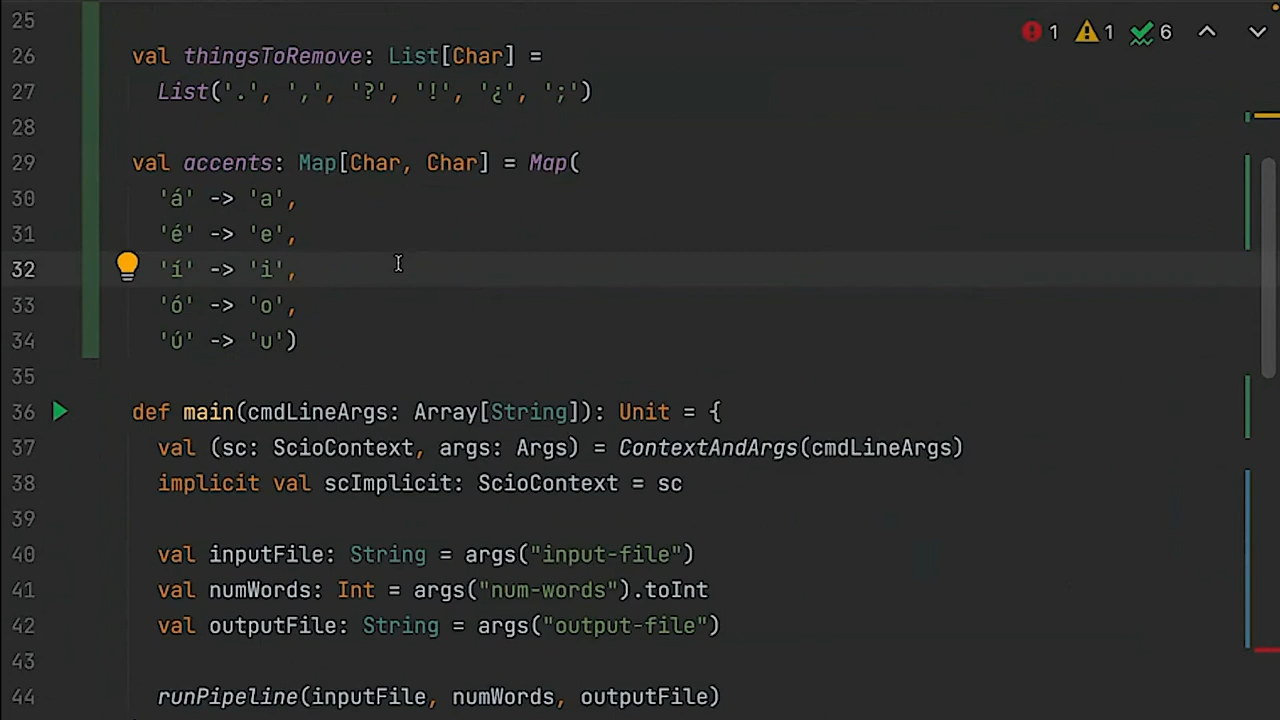 25
1 1 6
26 val thingsToRemove: List[Char] =
27 List('.', ',', '?', '!', '¿', ';')
28
29 val accents: Map[Char, Char] = Map(
30 'á' -> 'a',
31 'é' -> 'e',
32 'í' -> 'i',
33 'ó' -> 'o',
34 'ú' -> 'u')
35
36 def main(cmdLineArgs: Array[String]): Unit = {
37 val (sc: ScioContext, args: Args) = ContextAndArgs(cmdLineArgs)
38 implicit val scImplicit: ScioContext = sc
39
40 val inputFile: String = args("input-file")
41 val numWords: Int = args("num-words").toInt
42 val outputFile: String = args("output-file")
43
44 runPipeline(inputFile, numWords, outputFile)